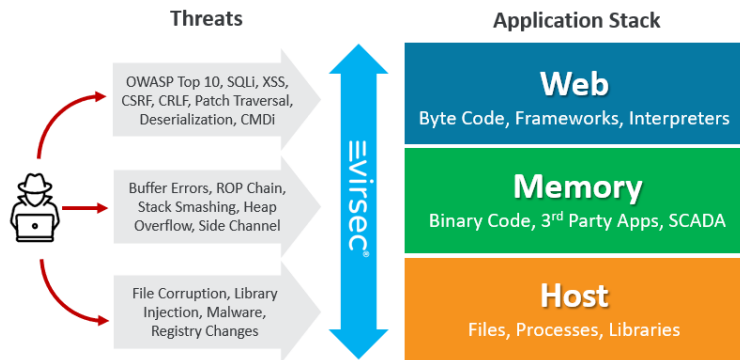 Threats
Application Stack
OWASP Top 10, SQLi, XSS,
CSRF, CRLF, Patch Traversal,
Deserialization, CMDi
Buffer Errors, ROP Chain,
Stack Smashing, Heap
Overflow, Side Channel
File Corruption, Library
Injection, Malware,
Registry Changes
virsec®
Web
Byte Code, Frameworks, Interpreters
Memory
Binary Code, 3rd Party Apps, SCADA
Host
Files, Processes, Libraries